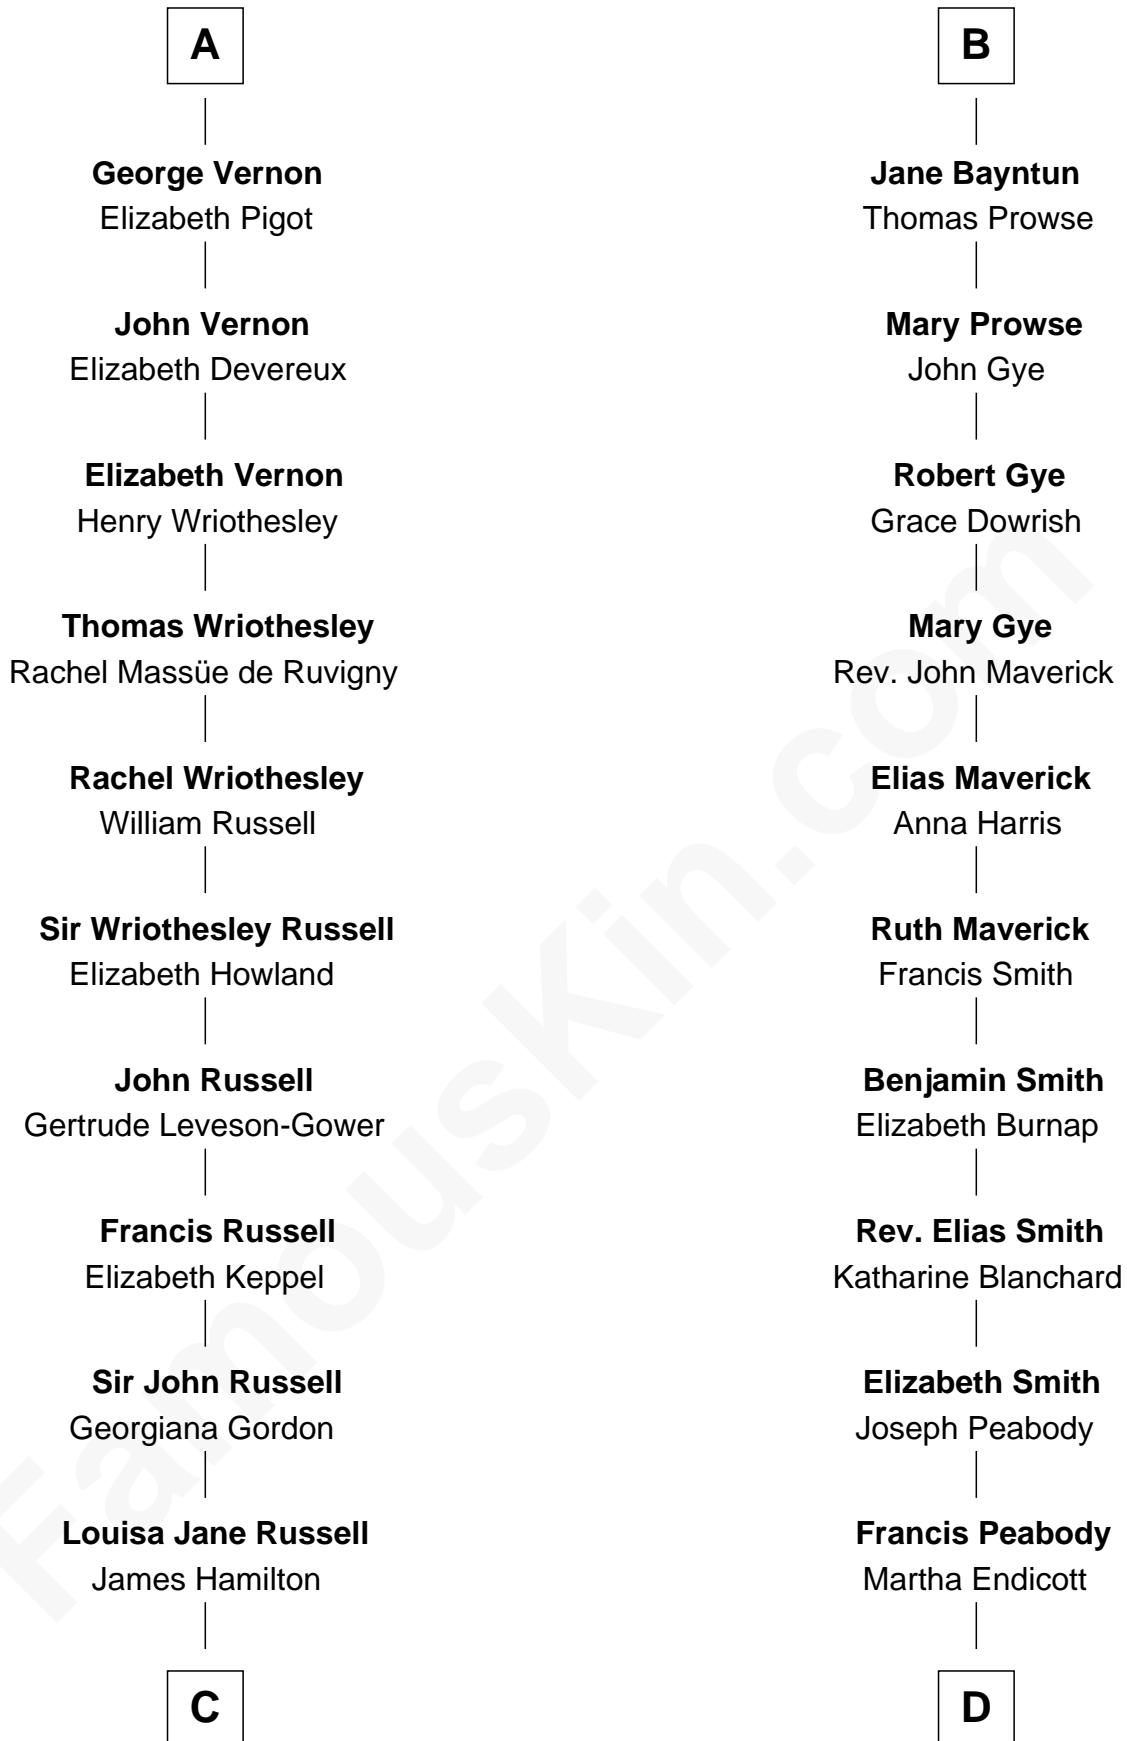 A
George Vernon
Elizabeth Pigot
John Vernon
Elizabeth Devereux
Elizabeth Vernon
Henry Wriothesley
Thomas Wriothesley
Rachel Massüe de Ruvigny
Rachel Wriothesley
William Russell
Sir Wriothesley Russell
Elizabeth Howland
John Russell
Gertrude Leveson-Gower
Francis Russell
Elizabeth Keppel
Sir John Russell
Georgiana Gordon
Louisa Jane Russell
James Hamilton
C
B
Jane Bayntun
Thomas Prowse
Mary Prowse
John Gye
Robert Gye
Grace Dowrish
Mary Gye
Rev. John Maverick
Elias Maverick
Anna Harris
Ruth Maverick
Francis Smith
Benjamin Smith
Elizabeth Burnap
Rev. Elias Smith
Katharine Blanchard
Elizabeth Smith
Joseph Peabody
Francis Peabody
Martha Endicott
D
FamousKin.com